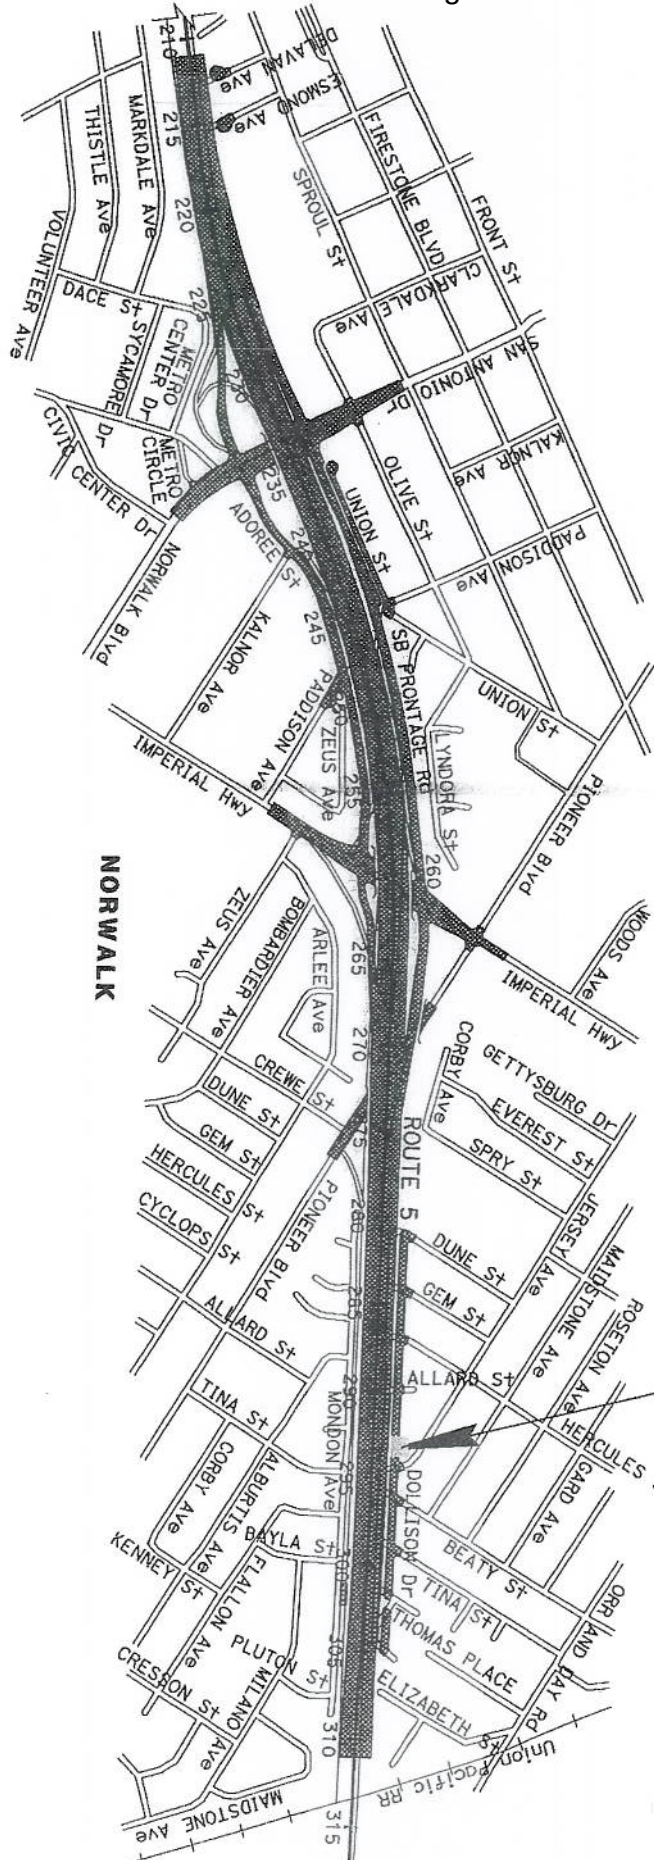 DELAVAN Ave
ESMOND Ave
FIRESTONE BLVD
FRONT St
SPROUL St
MARKDALE Ave
THISTLE Ave
VOLUNTEER Ave
210
215
220
225
DACE St
SYCAMORE Dr
METRO CENTER Dr
METRO CIRCLE
CIVIC CENTER Dr
CLARKDALE Ave
SAN ANTONIO Dr
KALNOR Ave
PADDISON Ave
OLIVE St
UNION St
230
235
240
245
250
255
260
ADOREE St
NORWALK Blvd
KALNOR Ave
PADDISON Ave
ZEUS Ave
IMPERIAL Hwy
SB FRONTAGE Rd
LYNDORA St
UNION St
PIONEER Blvd
WOODS Ave
IMPERIAL Hwy
NORWALK
ZEUS Ave
BOMBARDIER Ave
ARLEE Ave
265
270
275
280
CREWE St
DUNE St
GEM St
HERCULES St
CYCLOPS St
PIONEER Blvd
ALLARD St
ROUTE 5
CORBY Ave
GETTYSBURG Dr
EVEREST St
SPRY St
JERSEY Ave
MAIDSTONE Ave
ROSETON Ave
DUNE St
GEM St
ALLARD St
HERCULES
GARD Ave
285
290
295
300
305
310
315
MONDON Ave
TINA St
CORBY Ave
ALBURTIS Ave
KENNEY St
FLALLON Ave
BAYLA St
PLUTON St
CRESSON St
MILANO Ave
MAIDSTONE Ave
DOLLISON Dr
BEATY St
TINA St
THOMAS PLACE
ELIZABETH St
ORR AND DAY Rd
Union Pacific RR